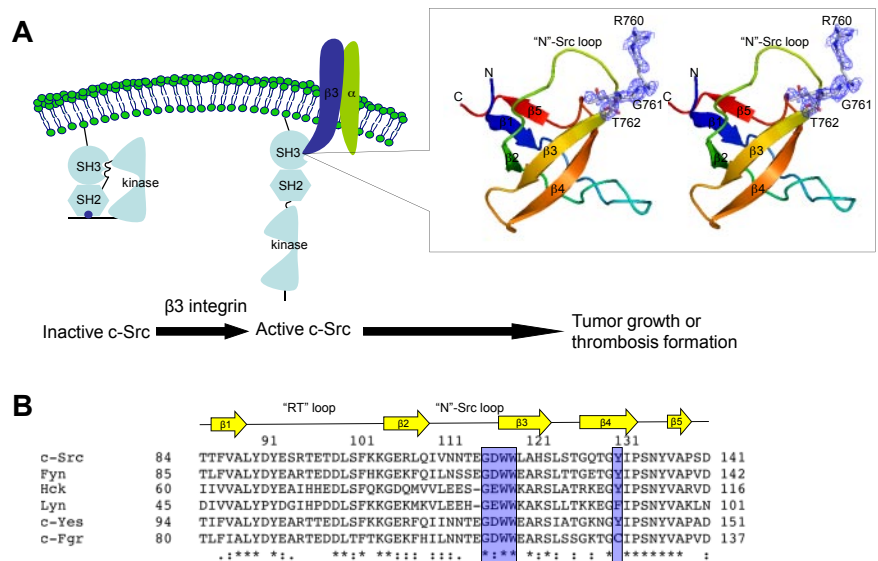 A
"N"-Src loop
R760
"N"-Src loop
R760
β3
α
N
C
β5
G761
T762
β2
β3
β4
N
C
β5
G761
T762
β2
β3
β4
SH3
kinase
SH2
SH3
SH2
kinase
β3 integrin
Inactive c-Src
Active c-Src
Tumor growth or
thrombosis formation
B
β1 "RT" loop β2 "N"-Src loop β3 β4 β5
91 101 111 121 131
c-Src 84 TTFVALYDYESRTETDLSFKKGERLQIVNNTEGDWWLAHSLSTGQTGYIPSNYVAPSD 141
Fyn 85 TLFVALYDYEARTEDDLSFHKGEKFQILNSSEGDWWEARSLTTGETGYIPSNYVAPVD 142
Hck 60 IIVVALYDYEAIHHEDLSFQKGDQMVVLEES-GEWWKARSLATRKEGYIPSNYVARVD 116
Lyn 45 DIVVALYPYDGIHPDDLSFKKGEKMKVLEEH-GEWWKAKSLLTKKEGFIPSNYVAKLN 101
c-Yes 94 TIFVALYDYEARTTEDLSFKKGERFQIINNTEGDWWEARSIATGKNGYIPSNYVAPAD 151
c-Fgr 80 TLFIALYDYEARTEDDLTFTKGEKFHILNNTEGDWWEARSLSSGKTGCIPSNYVAPVD 137